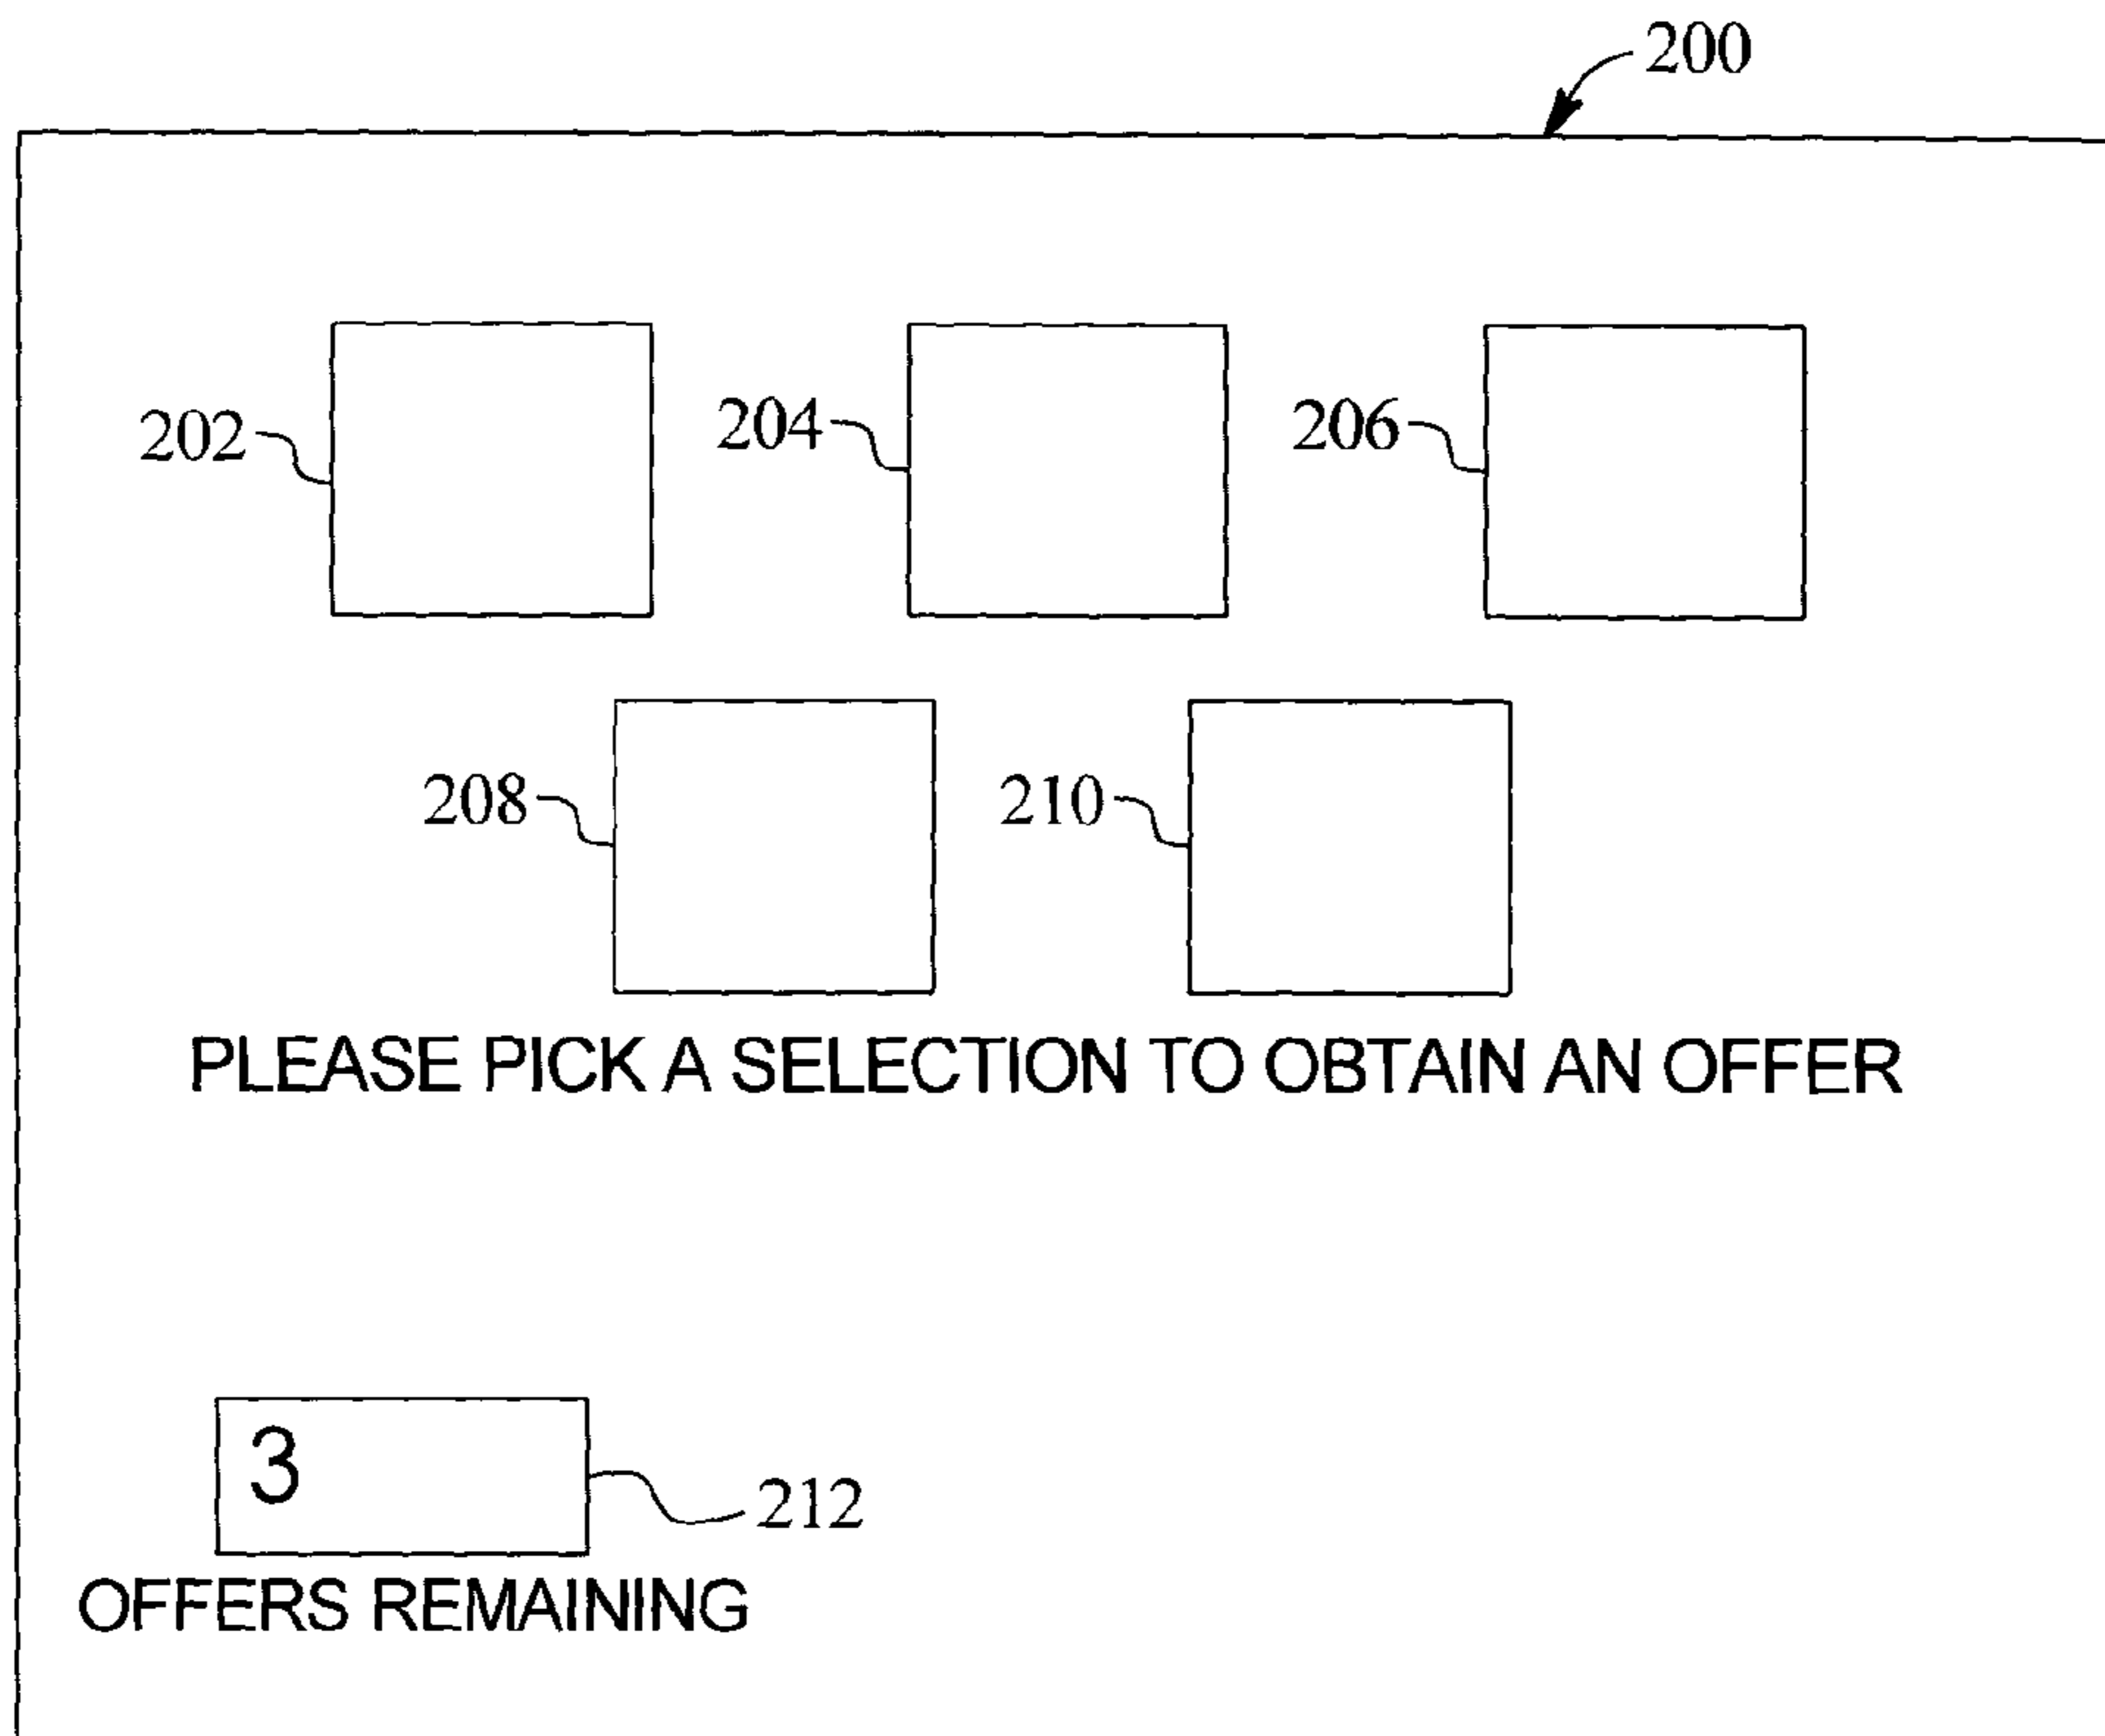 200
202 204 206
208 210
PLEASE PICK A SELECTION TO OBTAIN AN OFFER
3
212
OFFERS REMAINING